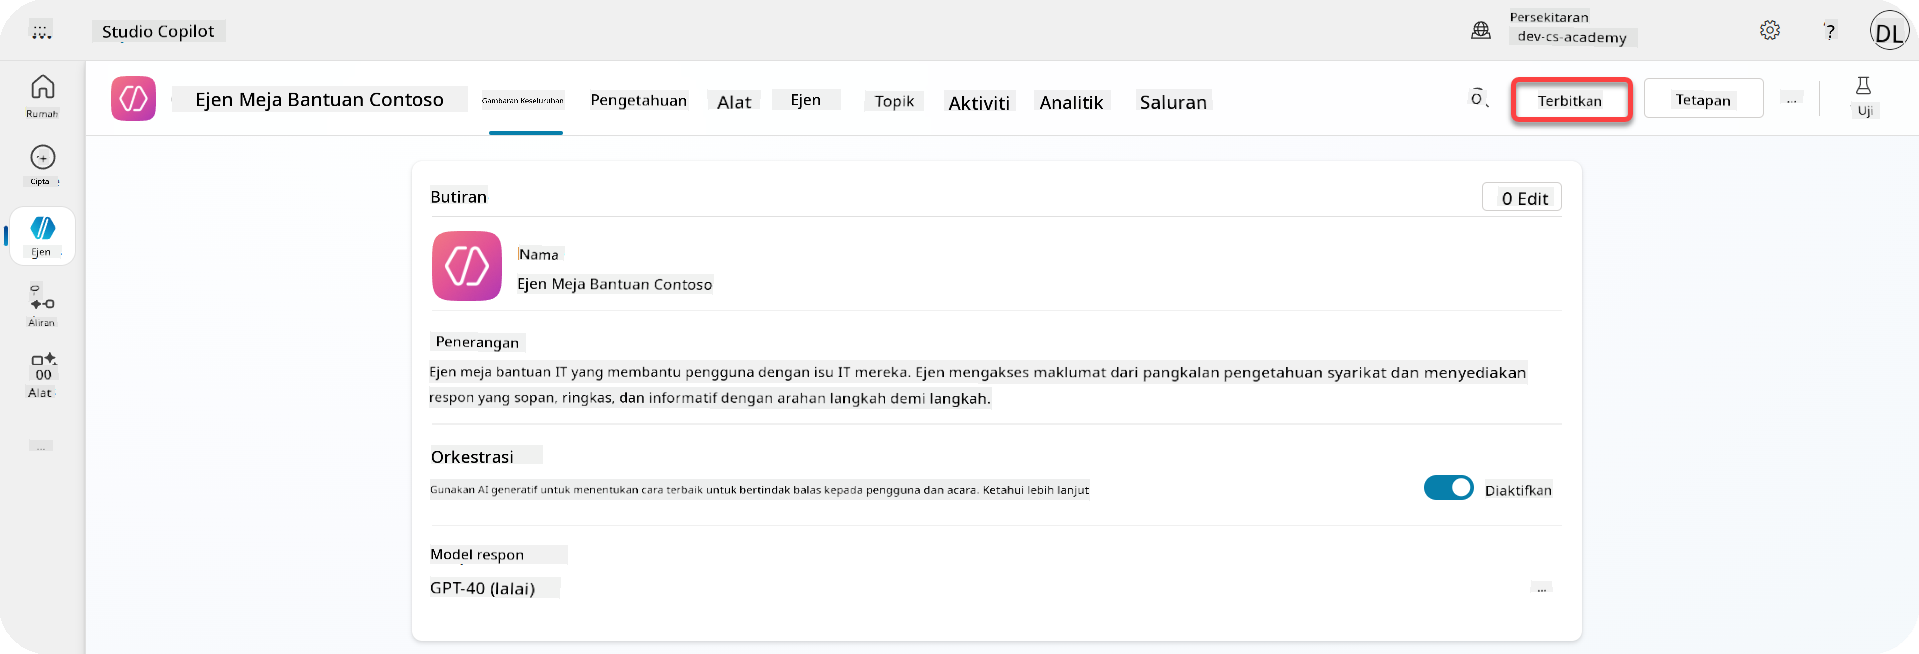 Studio Copilot
Persekitaran
dev-cs-academy
?
DL
Rumah
Cipta
Ejen
Aliran
00
Alat
...
Ejen Meja Bantuan Contoso
Gambaran Keseluruhan
Pengetahuan
Alat
Ejen
Topik
Aktiviti
Analitik
Saluran
Terbitkan
Tetapan
...
Uji
Butiran
0 Edit
Nama
Ejen Meja Bantuan Contoso
Penerangan
Ejen meja bantuan IT yang membantu pengguna dengan isu IT mereka. Ejen mengakses maklumat dari pangkalan pengetahuan syarikat dan menyediakan
respon yang sopan, ringkas, dan informatif dengan arahan langkah demi langkah.
Orkestrasi
Gunakan AI generatif untuk menentukan cara terbaik untuk bertindak balas kepada pengguna dan acara. Ketahui lebih lanjut
Diaktifkan
Model respon
GPT-40 (lalai)
...